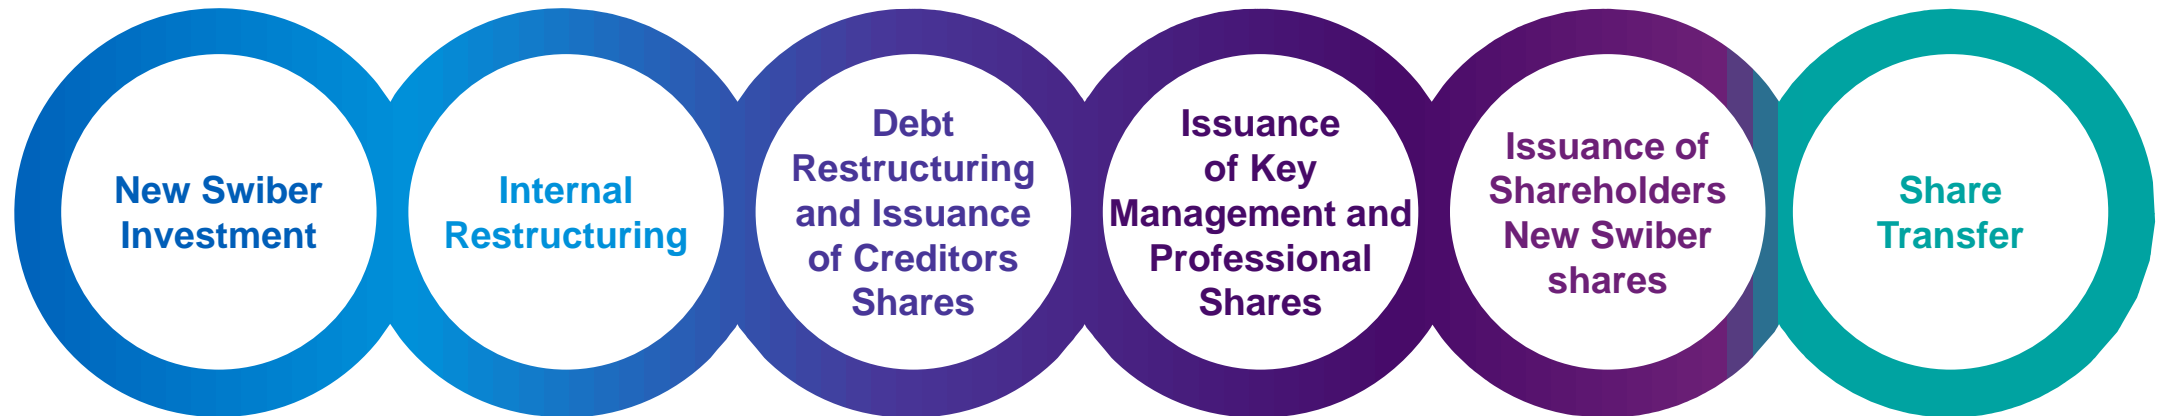 New Swiber
Investment
Internal
Restructuring
Debt
Restructuring
and Issuance
of Creditors
Shares
Issuance
of Key
Management and
Professional
Shares
Issuance of
Shareholders
New Swiber
shares
Share
Transfer